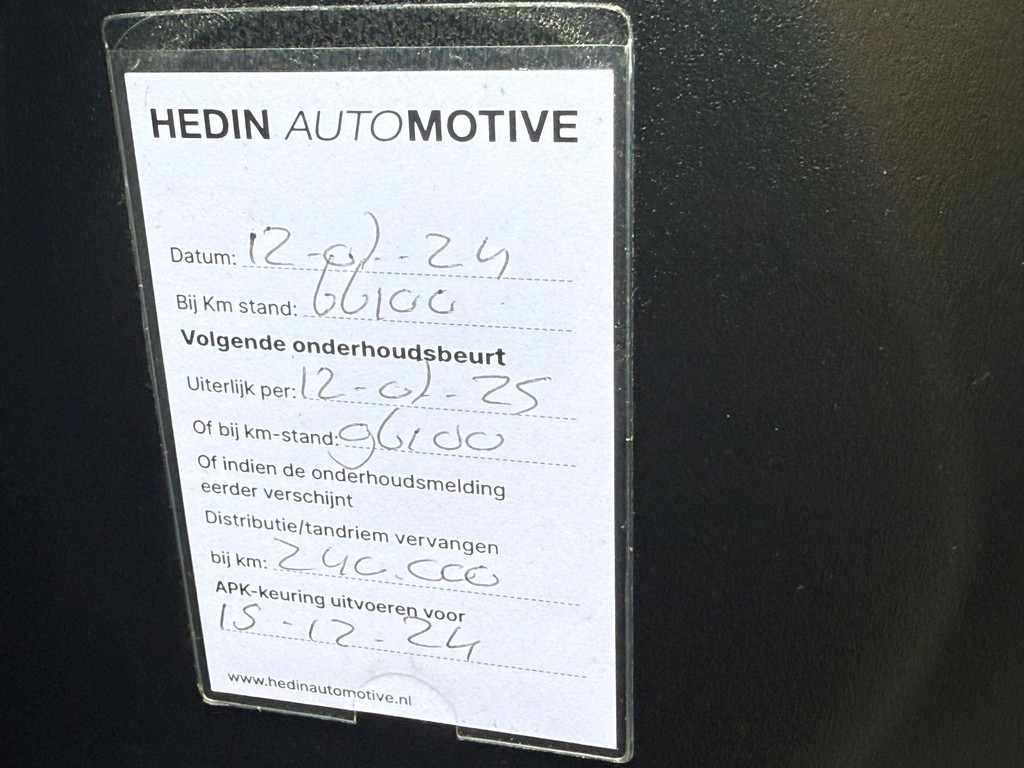 HEDIN AUTOMOTIVE
Datum: 12-01-24
Bij Km stand: 66100
Volgende onderhoudsbeurt
Uiterlijk per: 12-01-25
Of bij km-stand: 96100
Of indien de onderhoudsmelding
eerder verschijnt
Distributie/tandriem vervangen
bij km: 240.000
APK-keuring uitvoeren voor
15-12-24
www.hedinautomotive.nl